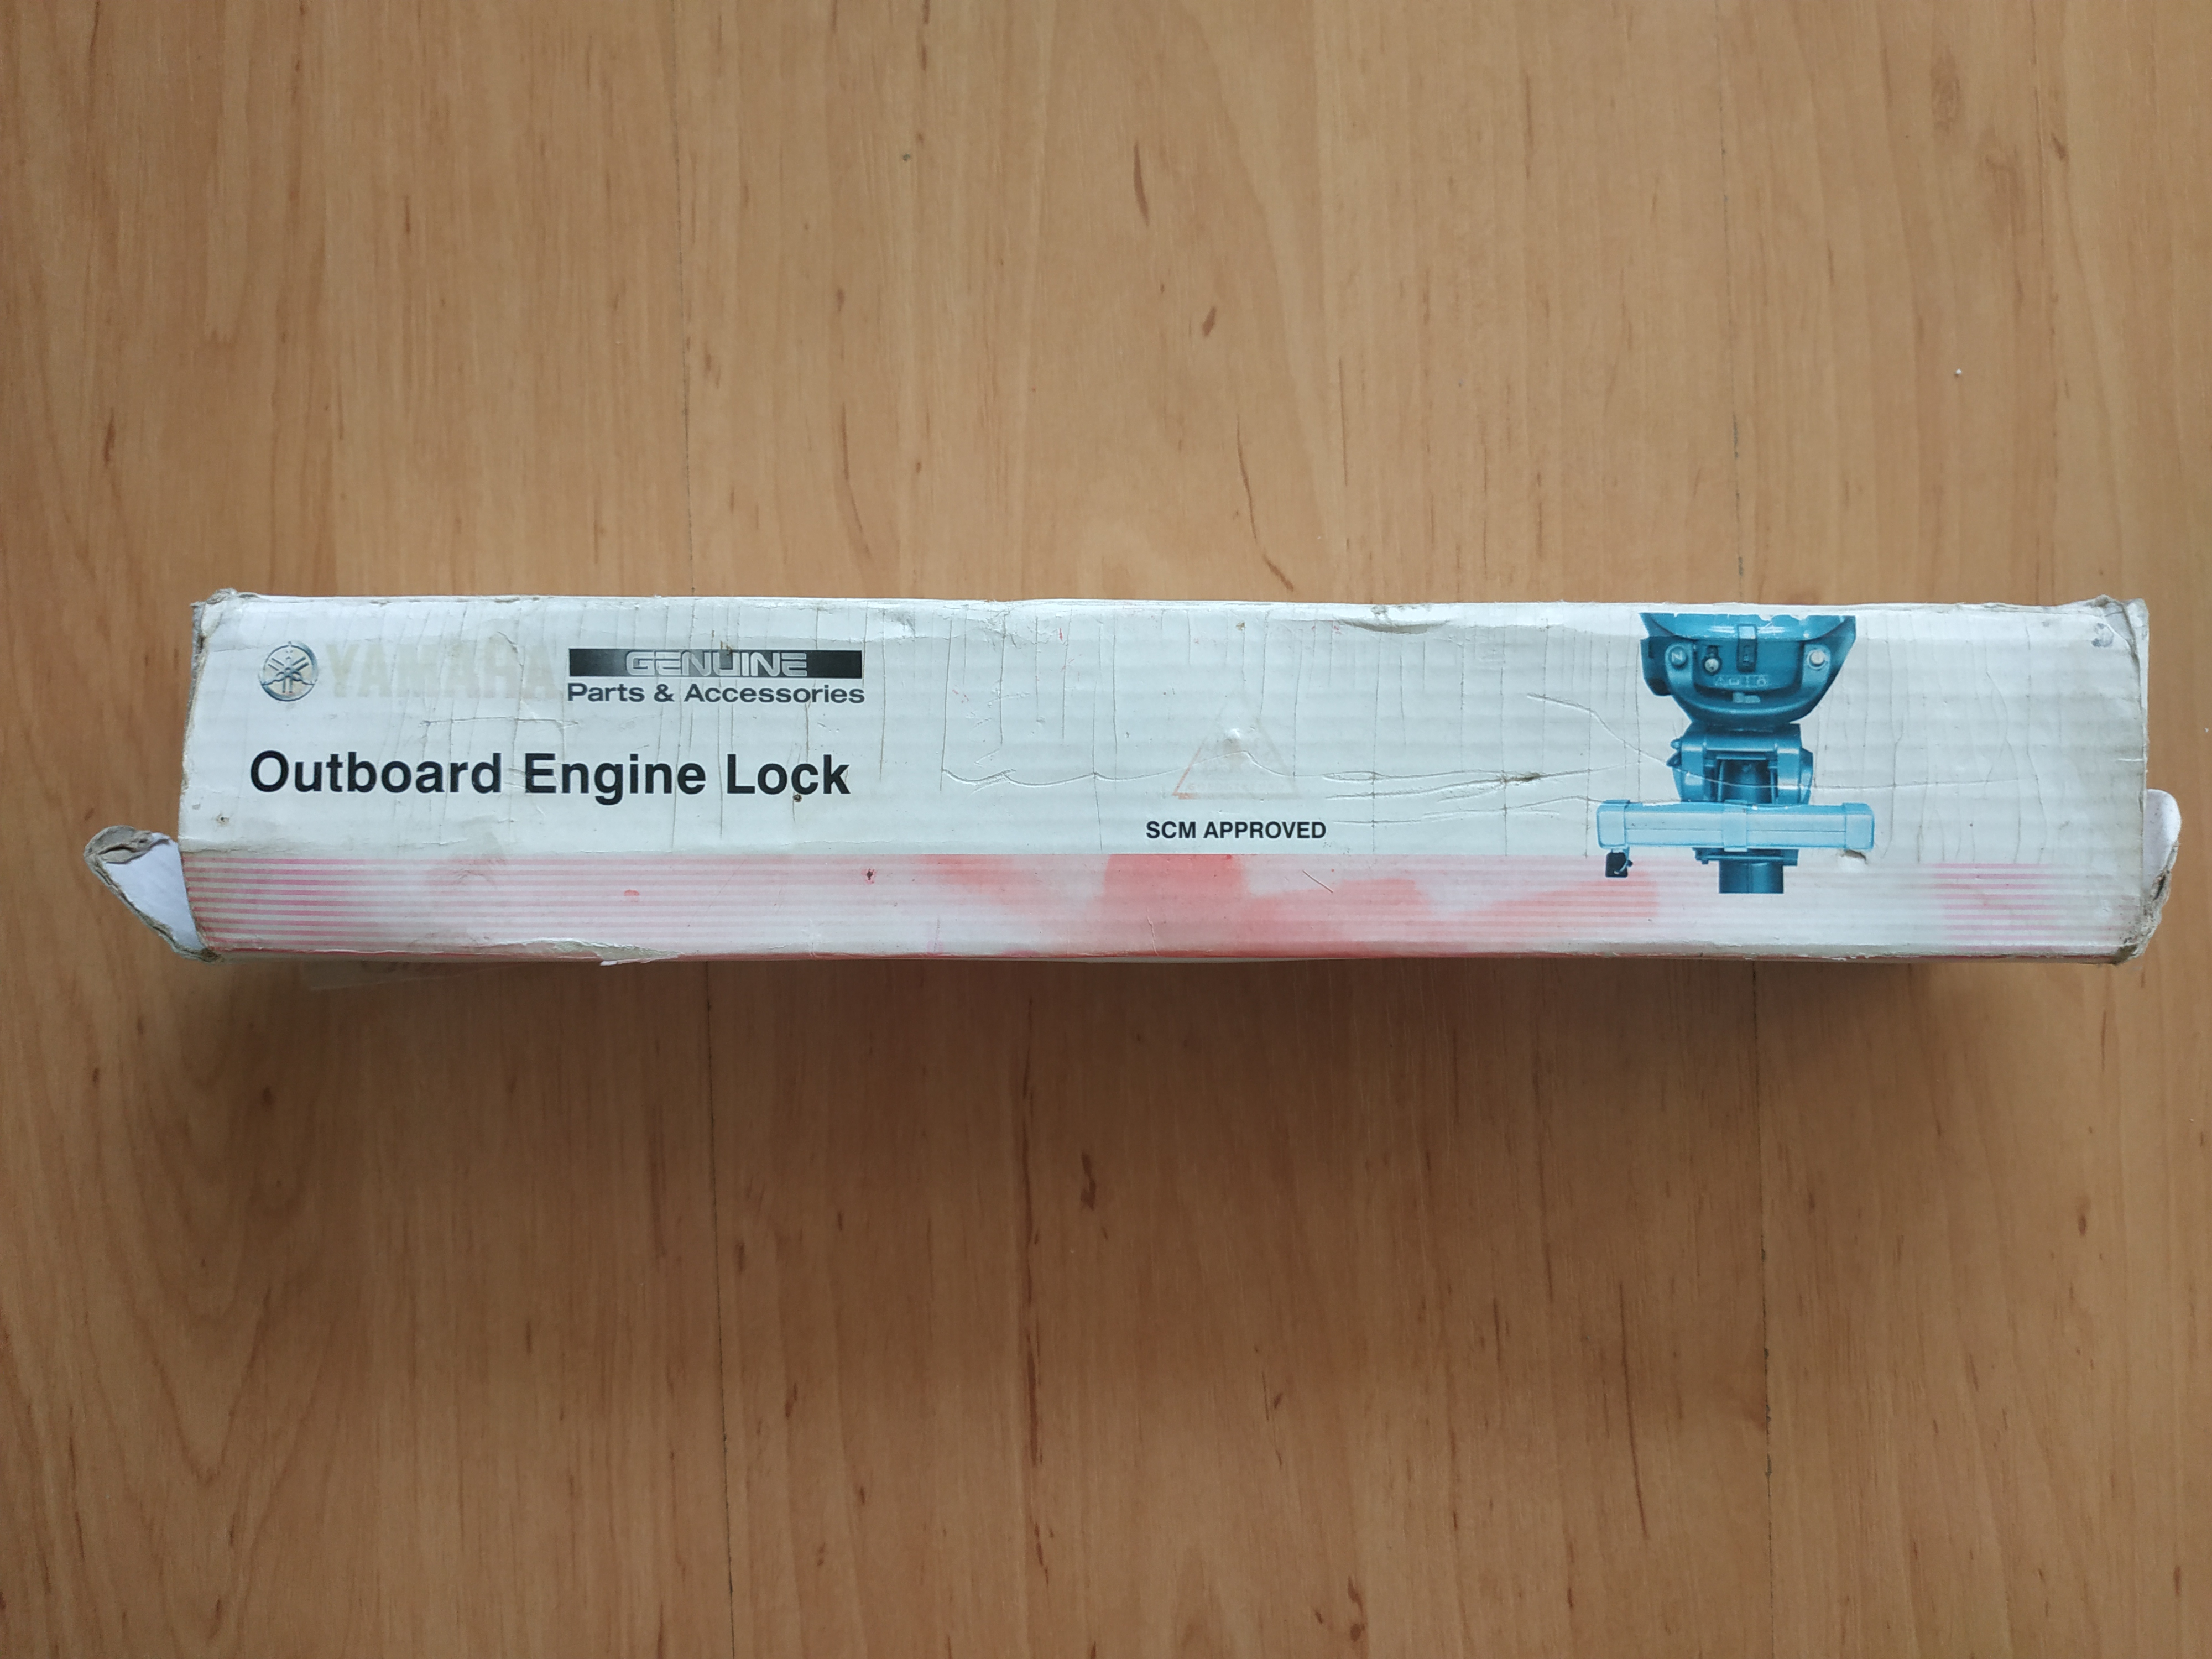 YAMAHA
GENUINE
Parts & Accessories
Outboard Engine Lock
SCM APPROVED